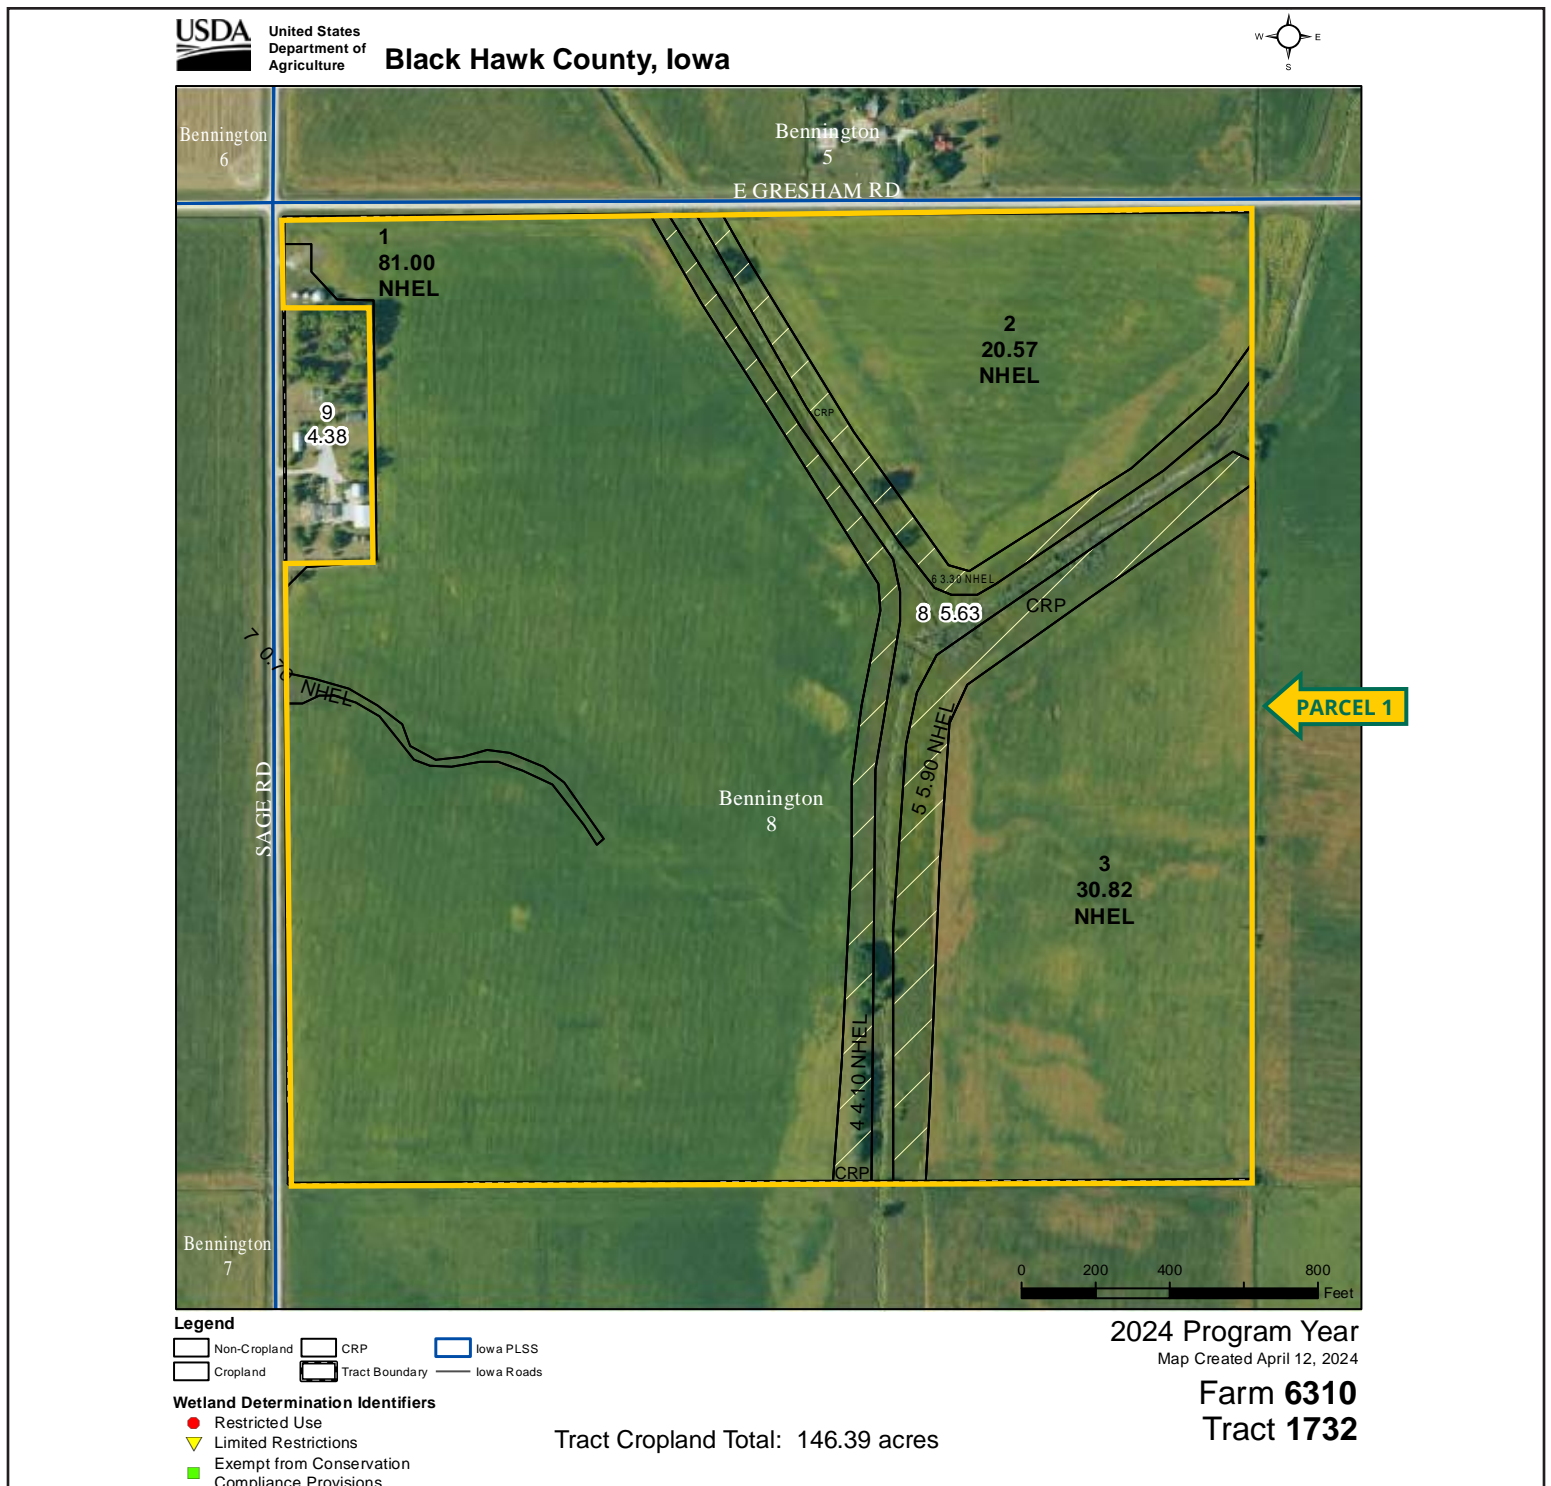 USDA
United States
Department of
Agriculture
Black Hawk County, Iowa
W
E
S
Bennington
6
Bennington
5
E GRESHAM RD
1
81.00
NHEL
2
20.57
NHEL
9
4.38
CRP
6 3.30 NHEL
8 5.63
CRP
7
NHEL
5 5.90 NHEL
PARCEL 1
SAGE RD
Bennington
8
3
30.82
NHEL
4 4.10 NHEL
CRP
Bennington
7
0 200 400 800
Feet
Legend
Non-Cropland
CRP
Iowa PLSS
Cropland
Tract Boundary
Iowa Roads
Wetland Determination Identifiers
Restricted Use
Limited Restrictions
Exempt from Conservation
Compliance Provisions
Tract Cropland Total: 146.39 acres
2024 Program Year
Map Created April 12, 2024
Farm 6310
Tract 1732